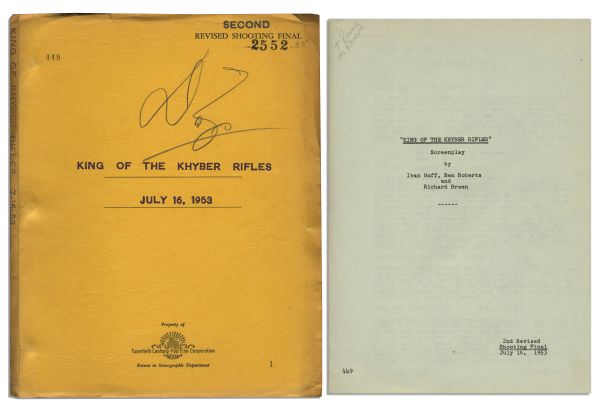 SECOND
REVISED SHOOTING FINAL
2552
449
KING OF THE KHYBER RIFLES
JULY 16, 1953
Property of
Twentieth Century-Fox Film Corporation
Return to Stenographic Department
1
"KING OF THE KHYBER RIFLES"
Screenplay
by
Ivan Goff, Ben Roberts
and
Richard Breen
------
2nd Revised
Shooting Final
July 16, 1953
449